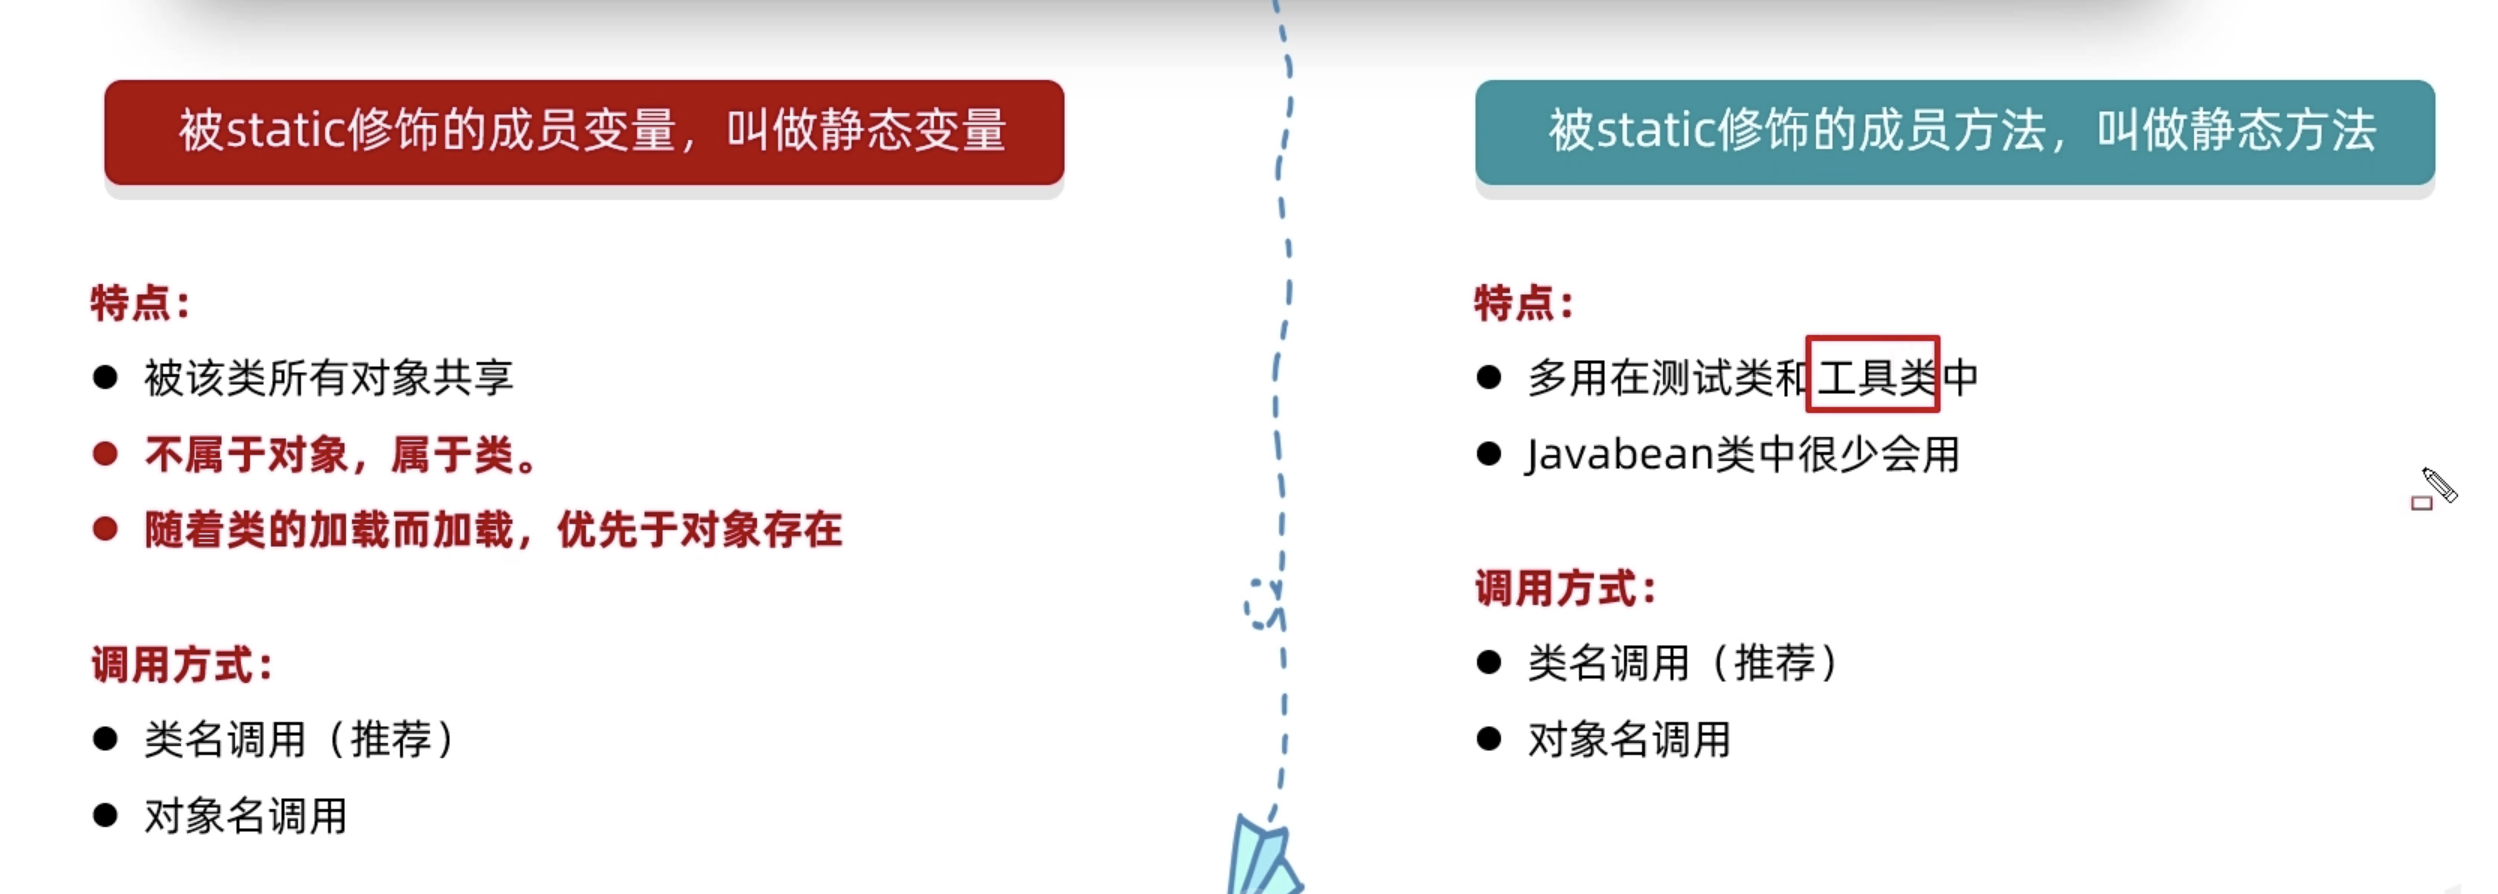 被static修饰的成员变量，叫做静态变量
特点：
被该类所有对象共享
不属于对象，属于类。
随着类的加载而加载，优先于对象存在
调用方式：
类名调用（推荐）
对象名调用
被static修饰的成员方法，叫做静态方法
特点：
多用在测试类和工具类中
Javabean类中很少会用
调用方式：
类名调用（推荐）
对象名调用